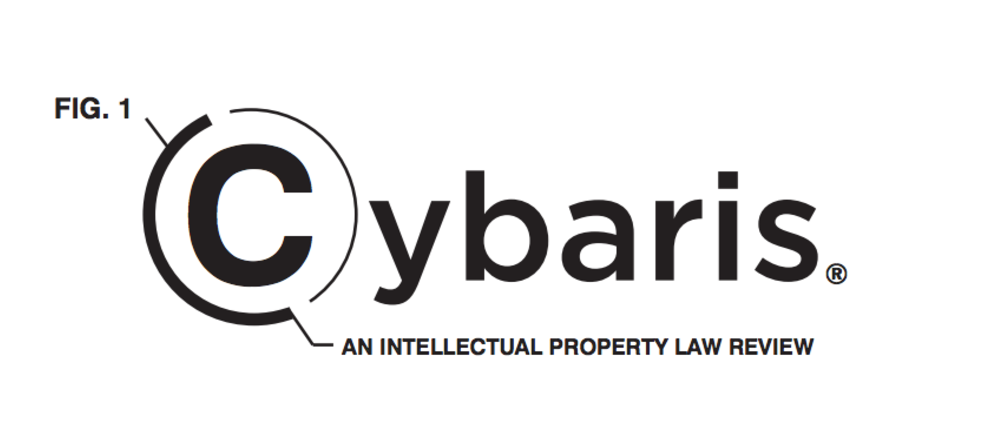 FIG. 1
Cybaris®
AN INTELLECTUAL PROPERTY LAW REVIEW